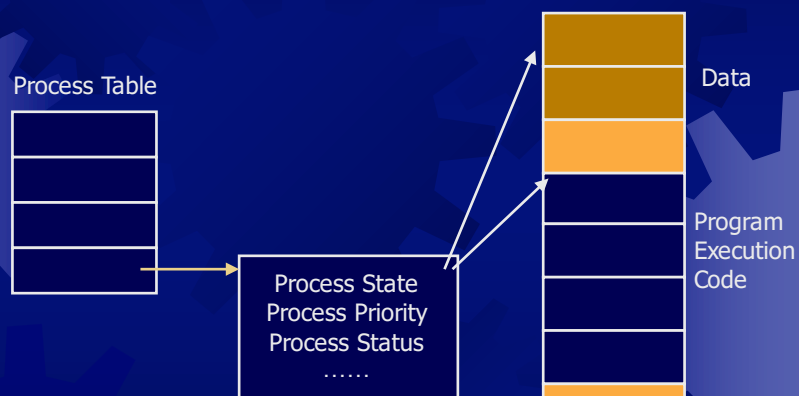 Process Table
Data
Program
Execution
Code
Process State
Process Priority
Process Status
......